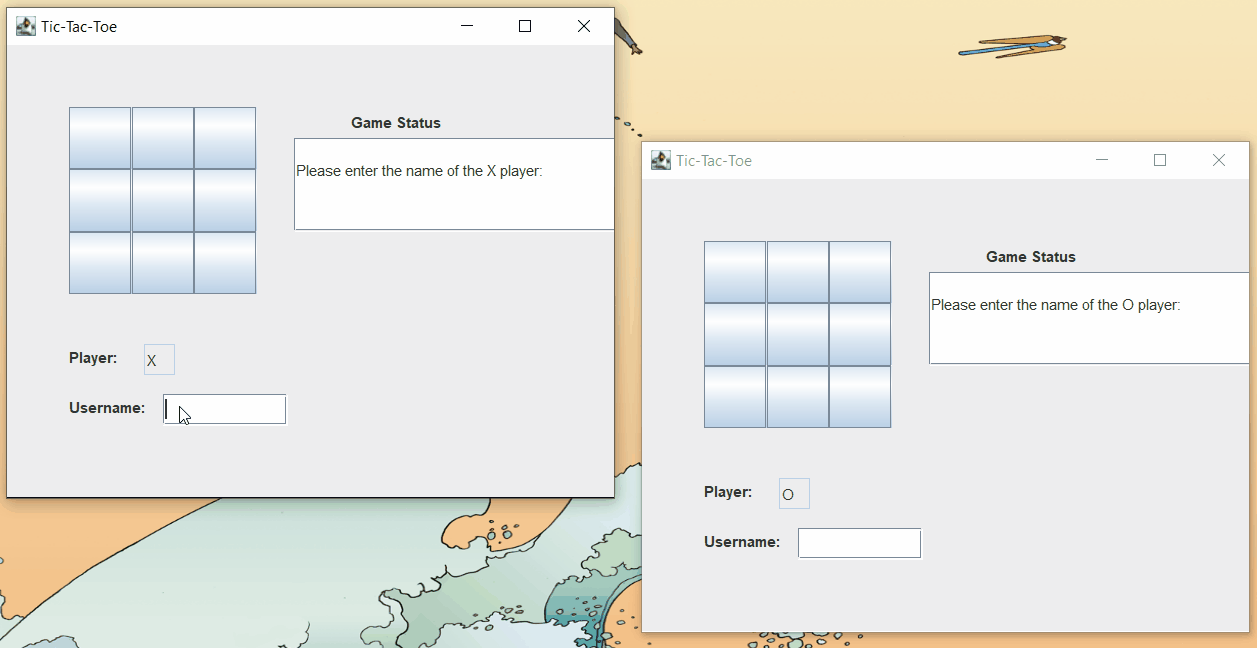 Tic-Tac-Toe
Game Status
Please enter the name of the X player:
Player: X
Username:
Tic-Tac-Toe
Game Status
Please enter the name of the O player:
Player: O
Username: